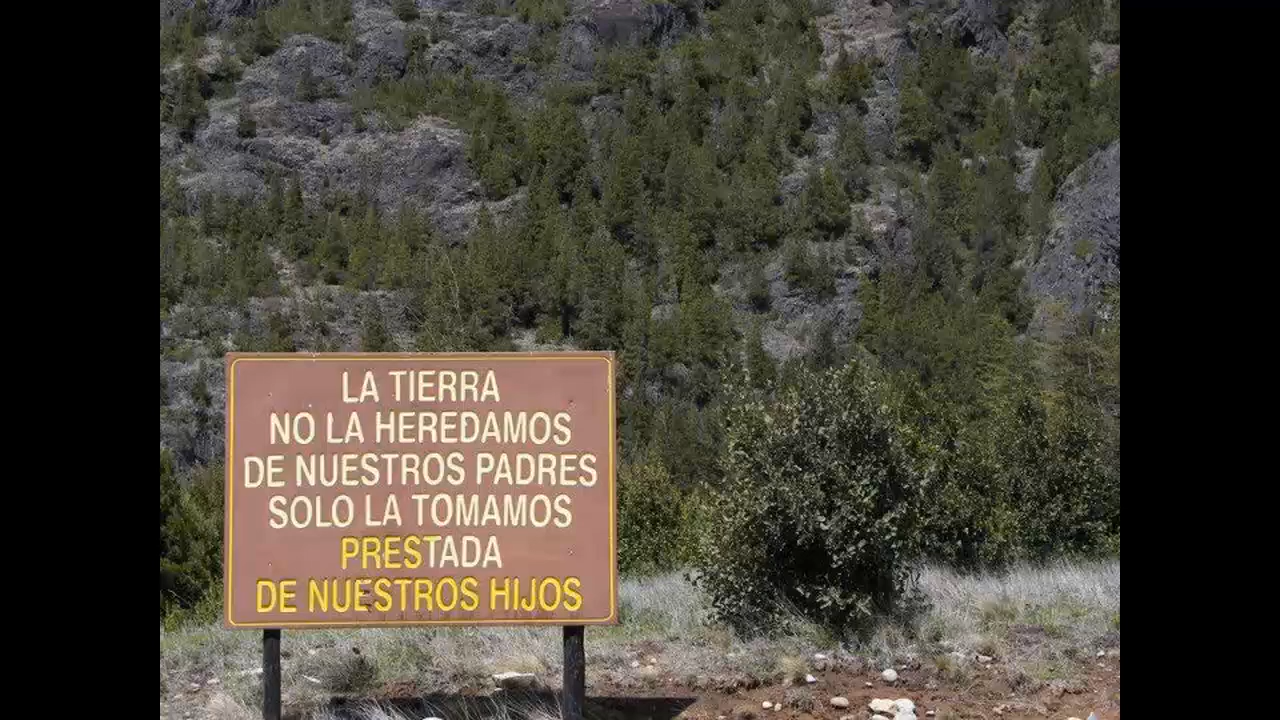 LA TIERRA
NO LA HEREDAMOS
DE NUESTROS PADRES
SOLO LA TOMAMOS
PRESTADA
DE NUESTROS HIJOS